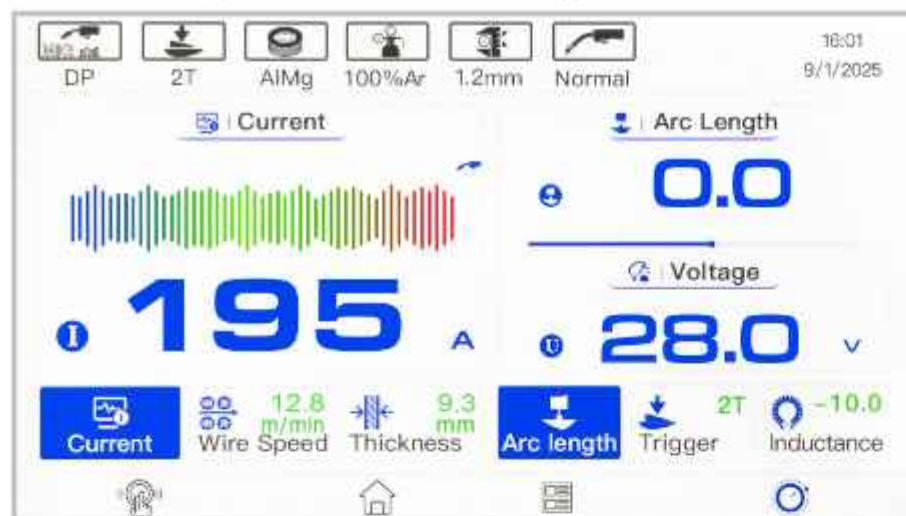 DP 2T AlMg 100%Ar 1.2mm Normal
16:01
9/1/2025
Current
Arc Length
0.0
Voltage
195 A
28.0 V
Current
12.8 m/min
Wire Speed
9.3 mm
Thickness
Arc length
2T
Trigger
-10.0
Inductance